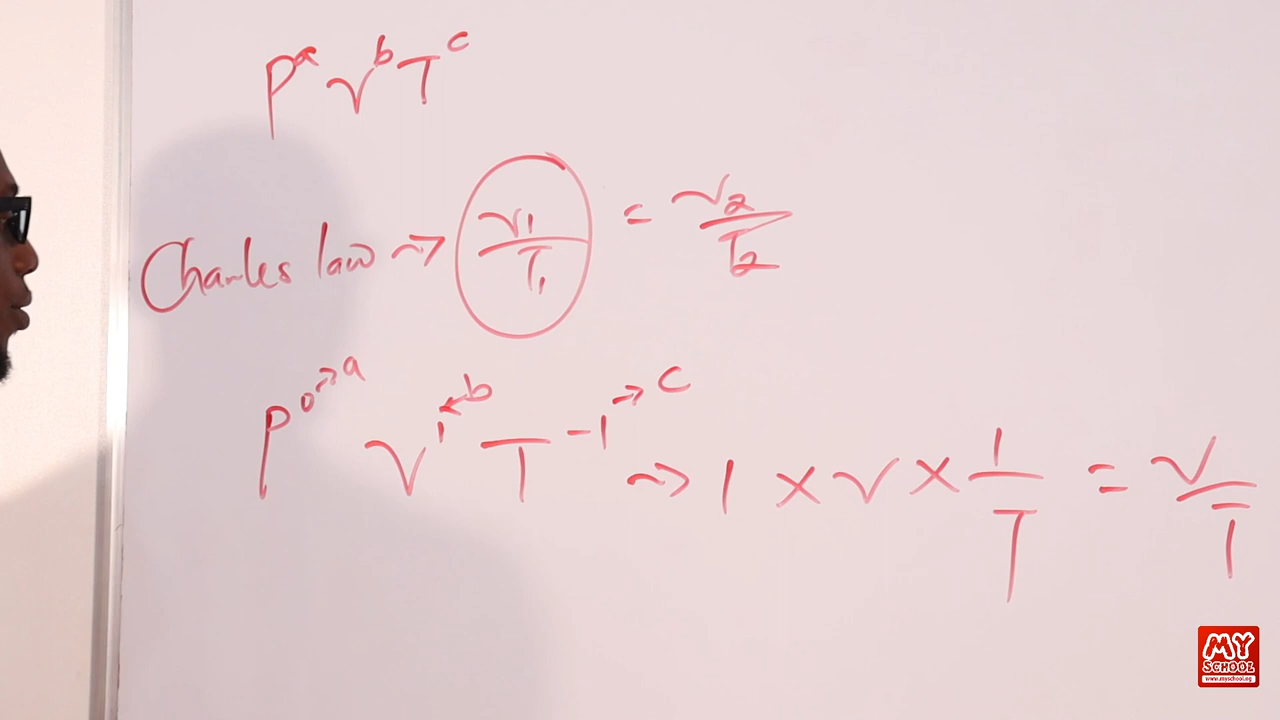 Pᵃ Vᵇ Tᶜ
Charles law ⇝ V₁/T₁ = V₂/T₂
P⁰→ᵃ V¹←ᵇ T⁻¹→ᶜ ⇝ 1 × V × 1/T = V/T
MY SCHOOL
www.myschool.ng